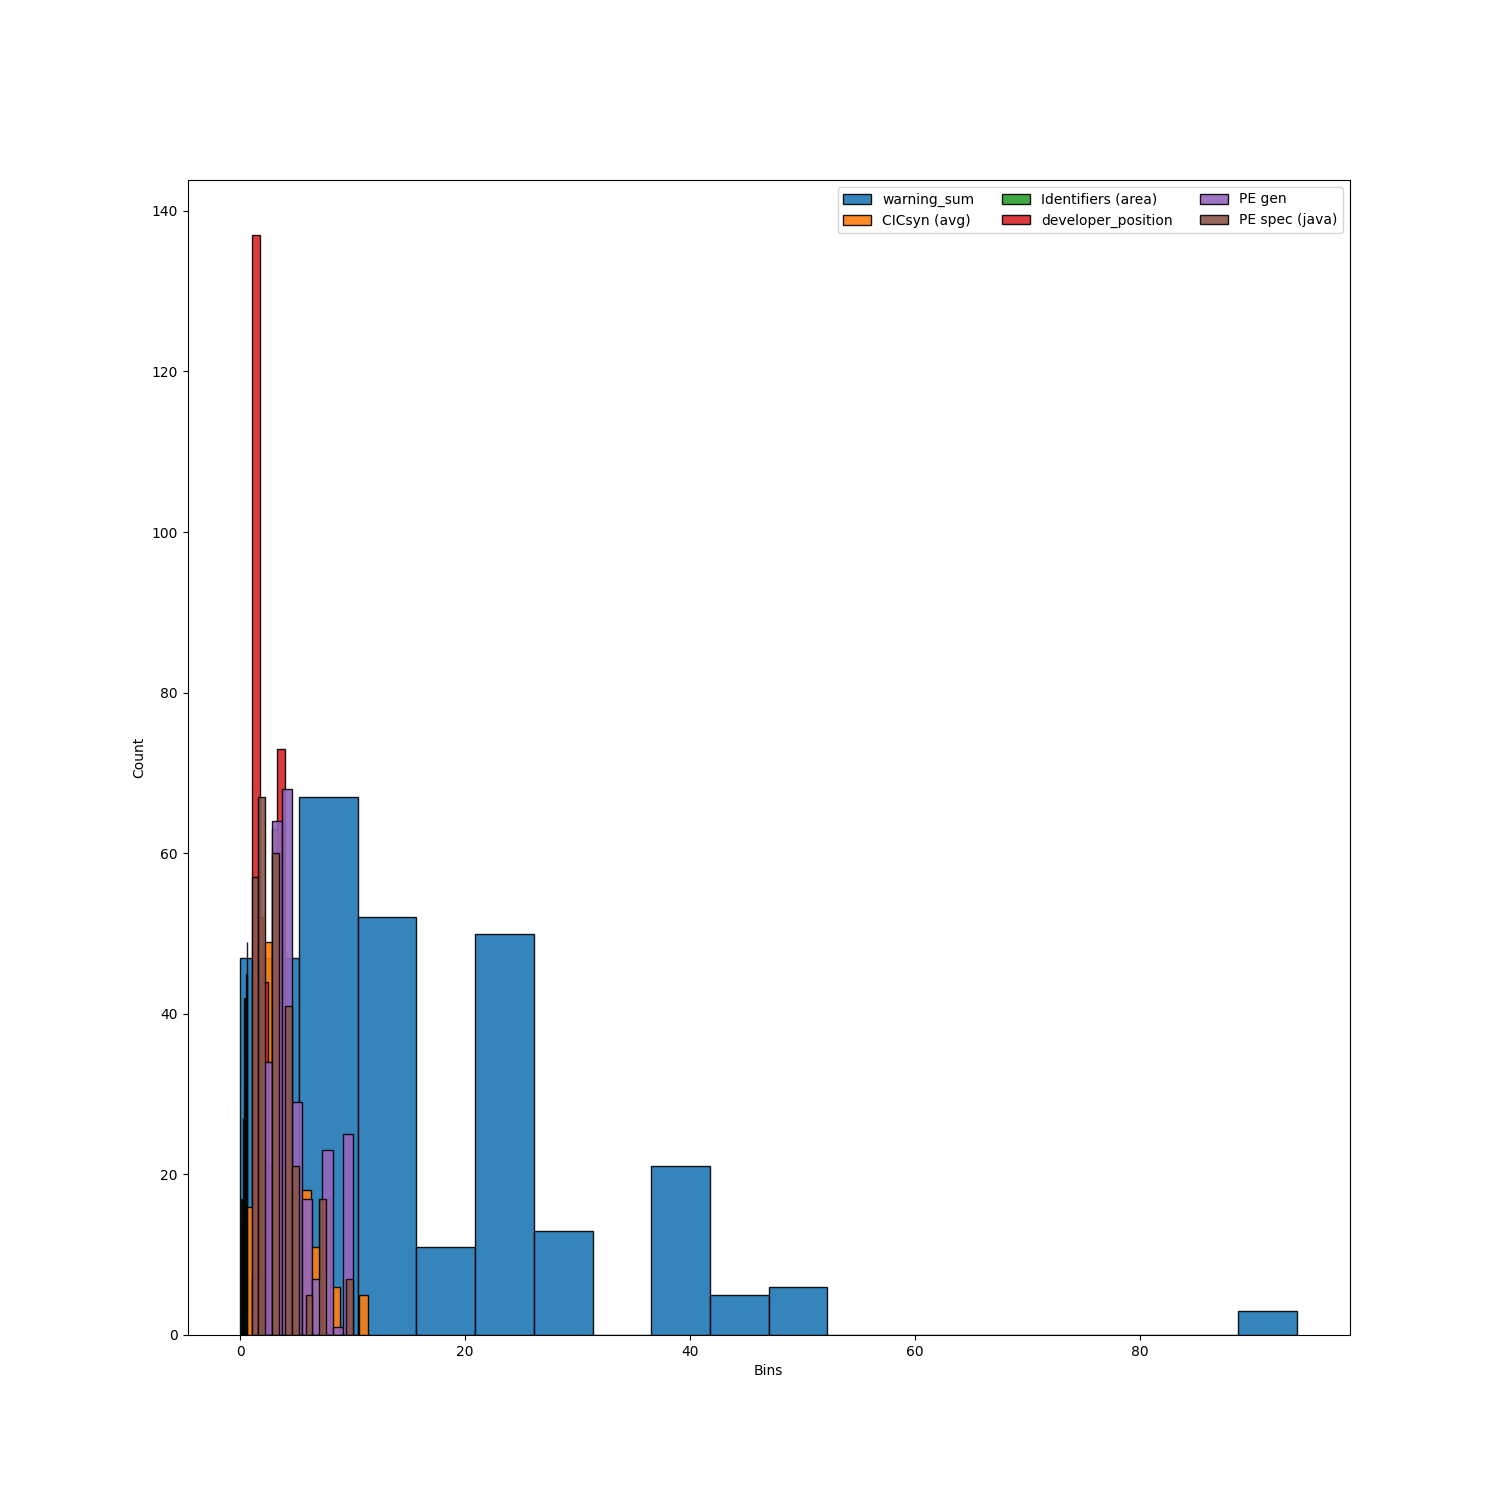 warning_sum
CICsyn (avg)
Identifiers (area)
developer_position
PE gen
PE spec (java)
140
120
100
80
60
40
20
0
Count
0 20 40 60 80
Bins